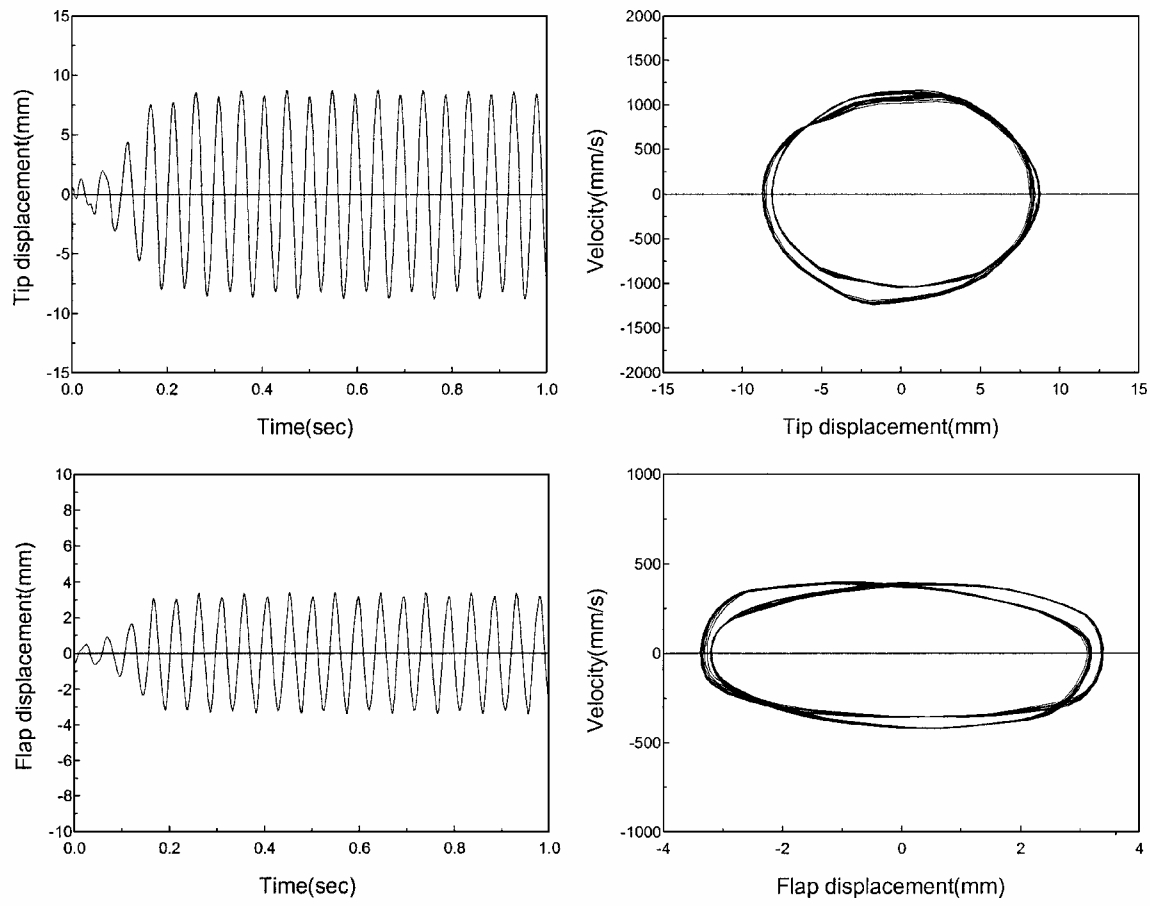 15
10
5
0
-5
-10
-15
Tip displacement(mm)
0.0 0.2 0.4 0.6 0.8 1.0
Time(sec)
2000
1500
1000
500
0
-500
-1000
-1500
-2000
Velocity(mm/s)
-15 -10 -5 0 5 10 15
Tip displacement(mm)
10
8
6
4
2
0
-2
-4
-6
-8
-10
Flap displacement(mm)
0.0 0.2 0.4 0.6 0.8 1.0
Time(sec)
1000
500
0
-500
-1000
Velocity(mm/s)
-4 -2 0 2 4
Flap displacement(mm)